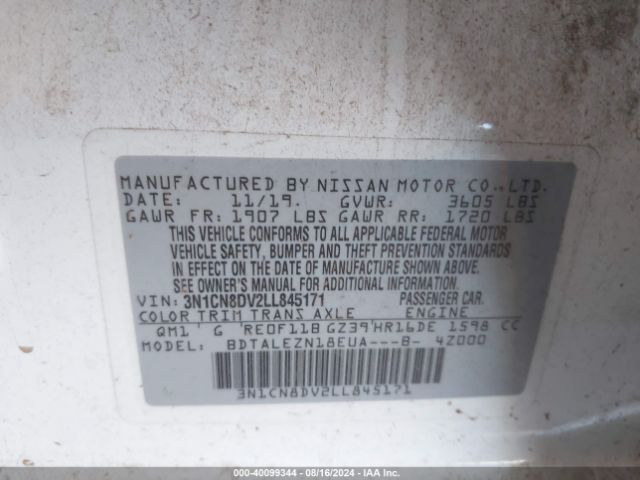 MANUFACTURED BY NISSAN MOTOR CO.,LTD.
DATE: 11/19. GVWR: 3605 LBS
GAWR FR: 1907 LBS GAWR RR: 1720 LBS
THIS VEHICLE CONFORMS TO ALL APPLICABLE FEDERAL MOTOR
VEHICLE SAFETY, BUMPER AND THEFT PREVENTION STANDARDS
IN EFFECT ON THE DATE OF MANUFACTURE SHOWN ABOVE.
SEE OWNER'S MANUAL FOR ADDITIONAL INFORMATION.
VIN: 3N1CN8DV2LL845171 PASSENGER CAR.
COLOR TRIM TRANS AXLE ENGINE
QM1 ' G 'RE0F11B GZ39'HR16DE 1598 CC
MODEL: BDTALEZN18EUA---B- 4Z000
3N1CN8DV2LL845171
000-40099344 / 08/16/2024 - IAA Inc.